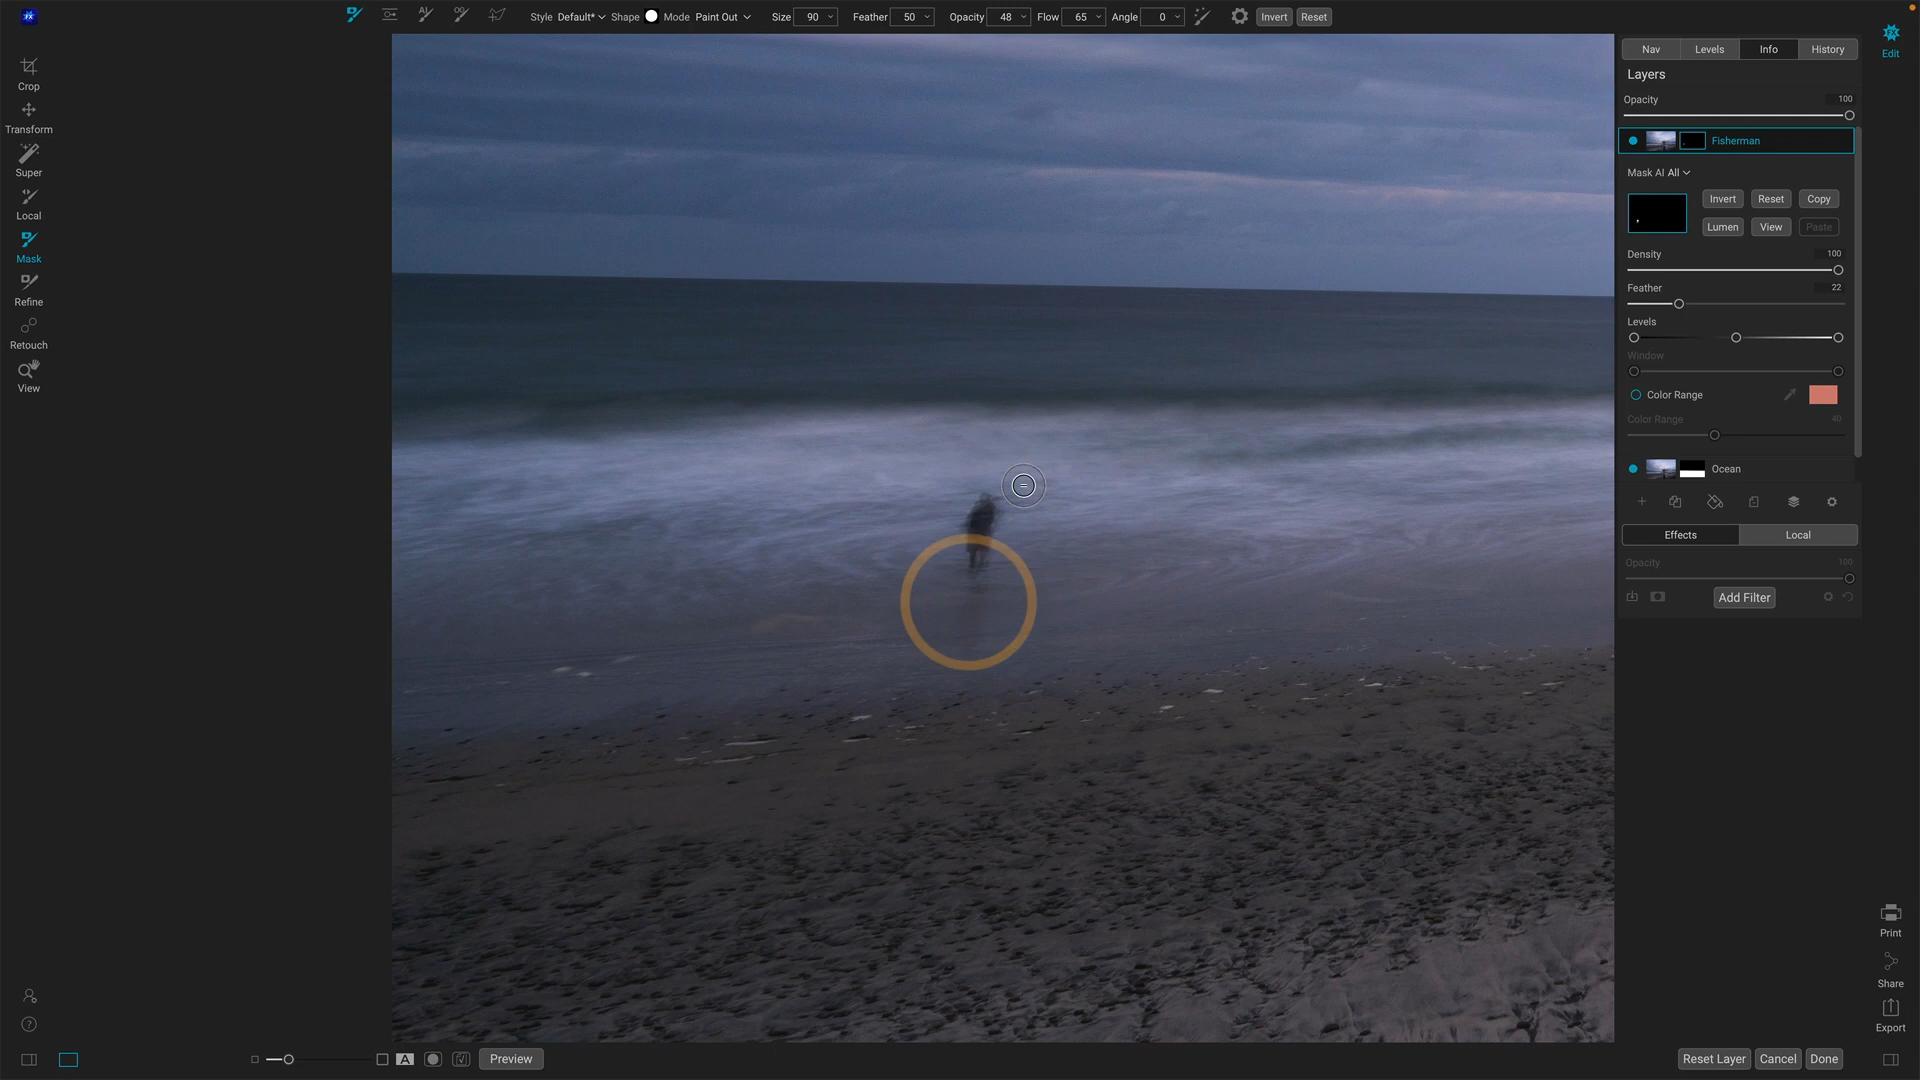 Style Default* Shape Mode Paint Out Size 90 Feather 50 Opacity 48 Flow 65 Angle 0 Invert Reset
Edit
Crop
Transform
Super
Local
Mask
Refine
Retouch
View
Nav Levels Info History
Layers
Opacity 100
Fisherman
Mask AI All
Invert Reset Copy
Lumen View Paste
Density 100
Feather 22
Levels
Window
Color Range
Color Range 40
Ocean
Effects Local
Opacity 100
Add Filter
Print
Share
Export
A Preview
Reset Layer Cancel Done